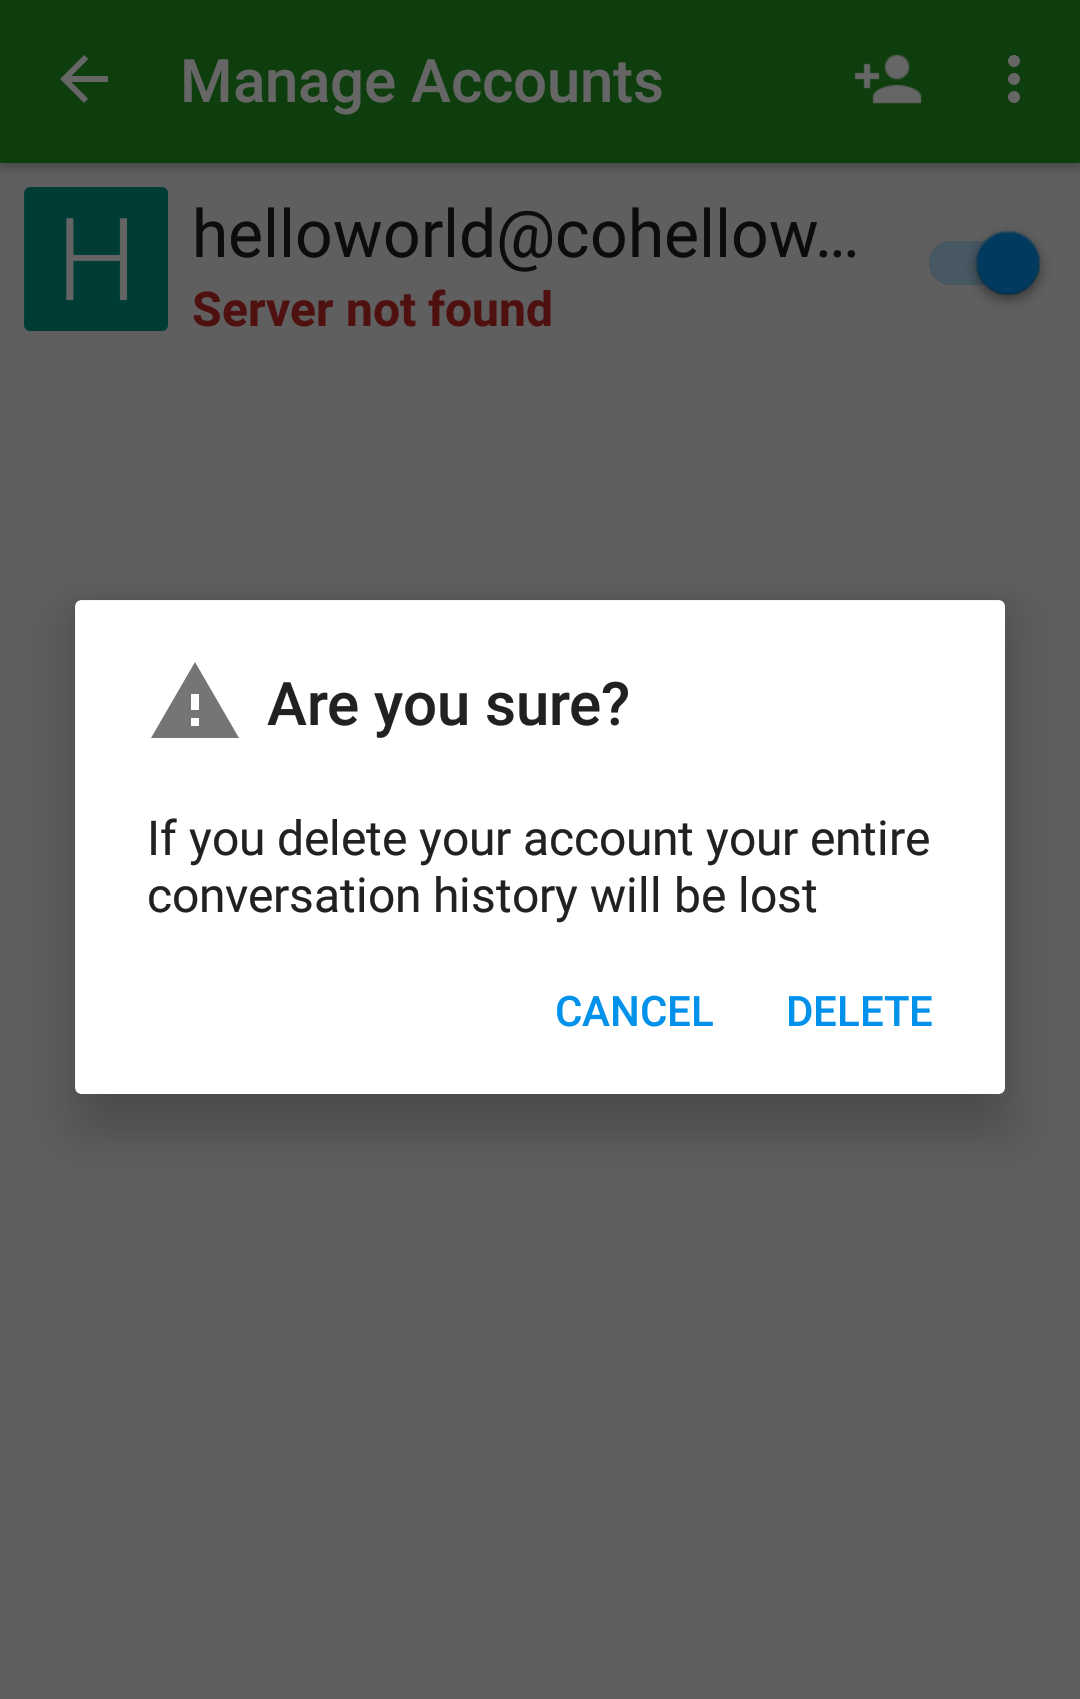 Manage Accounts
H
helloworld@cohellow...
Server not found
Are you sure?
If you delete your account your entire
conversation history will be lost
CANCEL DELETE